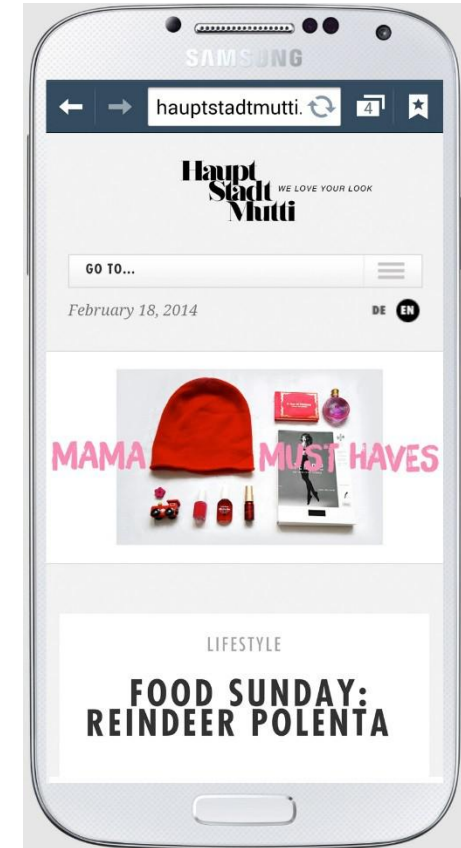 SAMSUNG
hauptstadtmutti.
4
Haupt
Stadt
Mutti
WE LOVE YOUR LOOK
GO TO...
February 18, 2014
DE EN
MAMA MUST HAVES
LIFESTYLE
FOOD SUNDAY:
REINDEER POLENTA